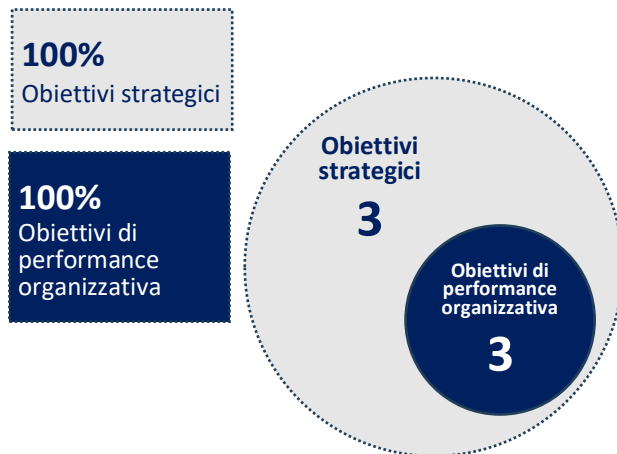 100%
Obiettivi strategici
100%
Obiettivi di
performance
organizzativa
Obiettivi
strategici
3
Obiettivi di
performance
organizzativa
3